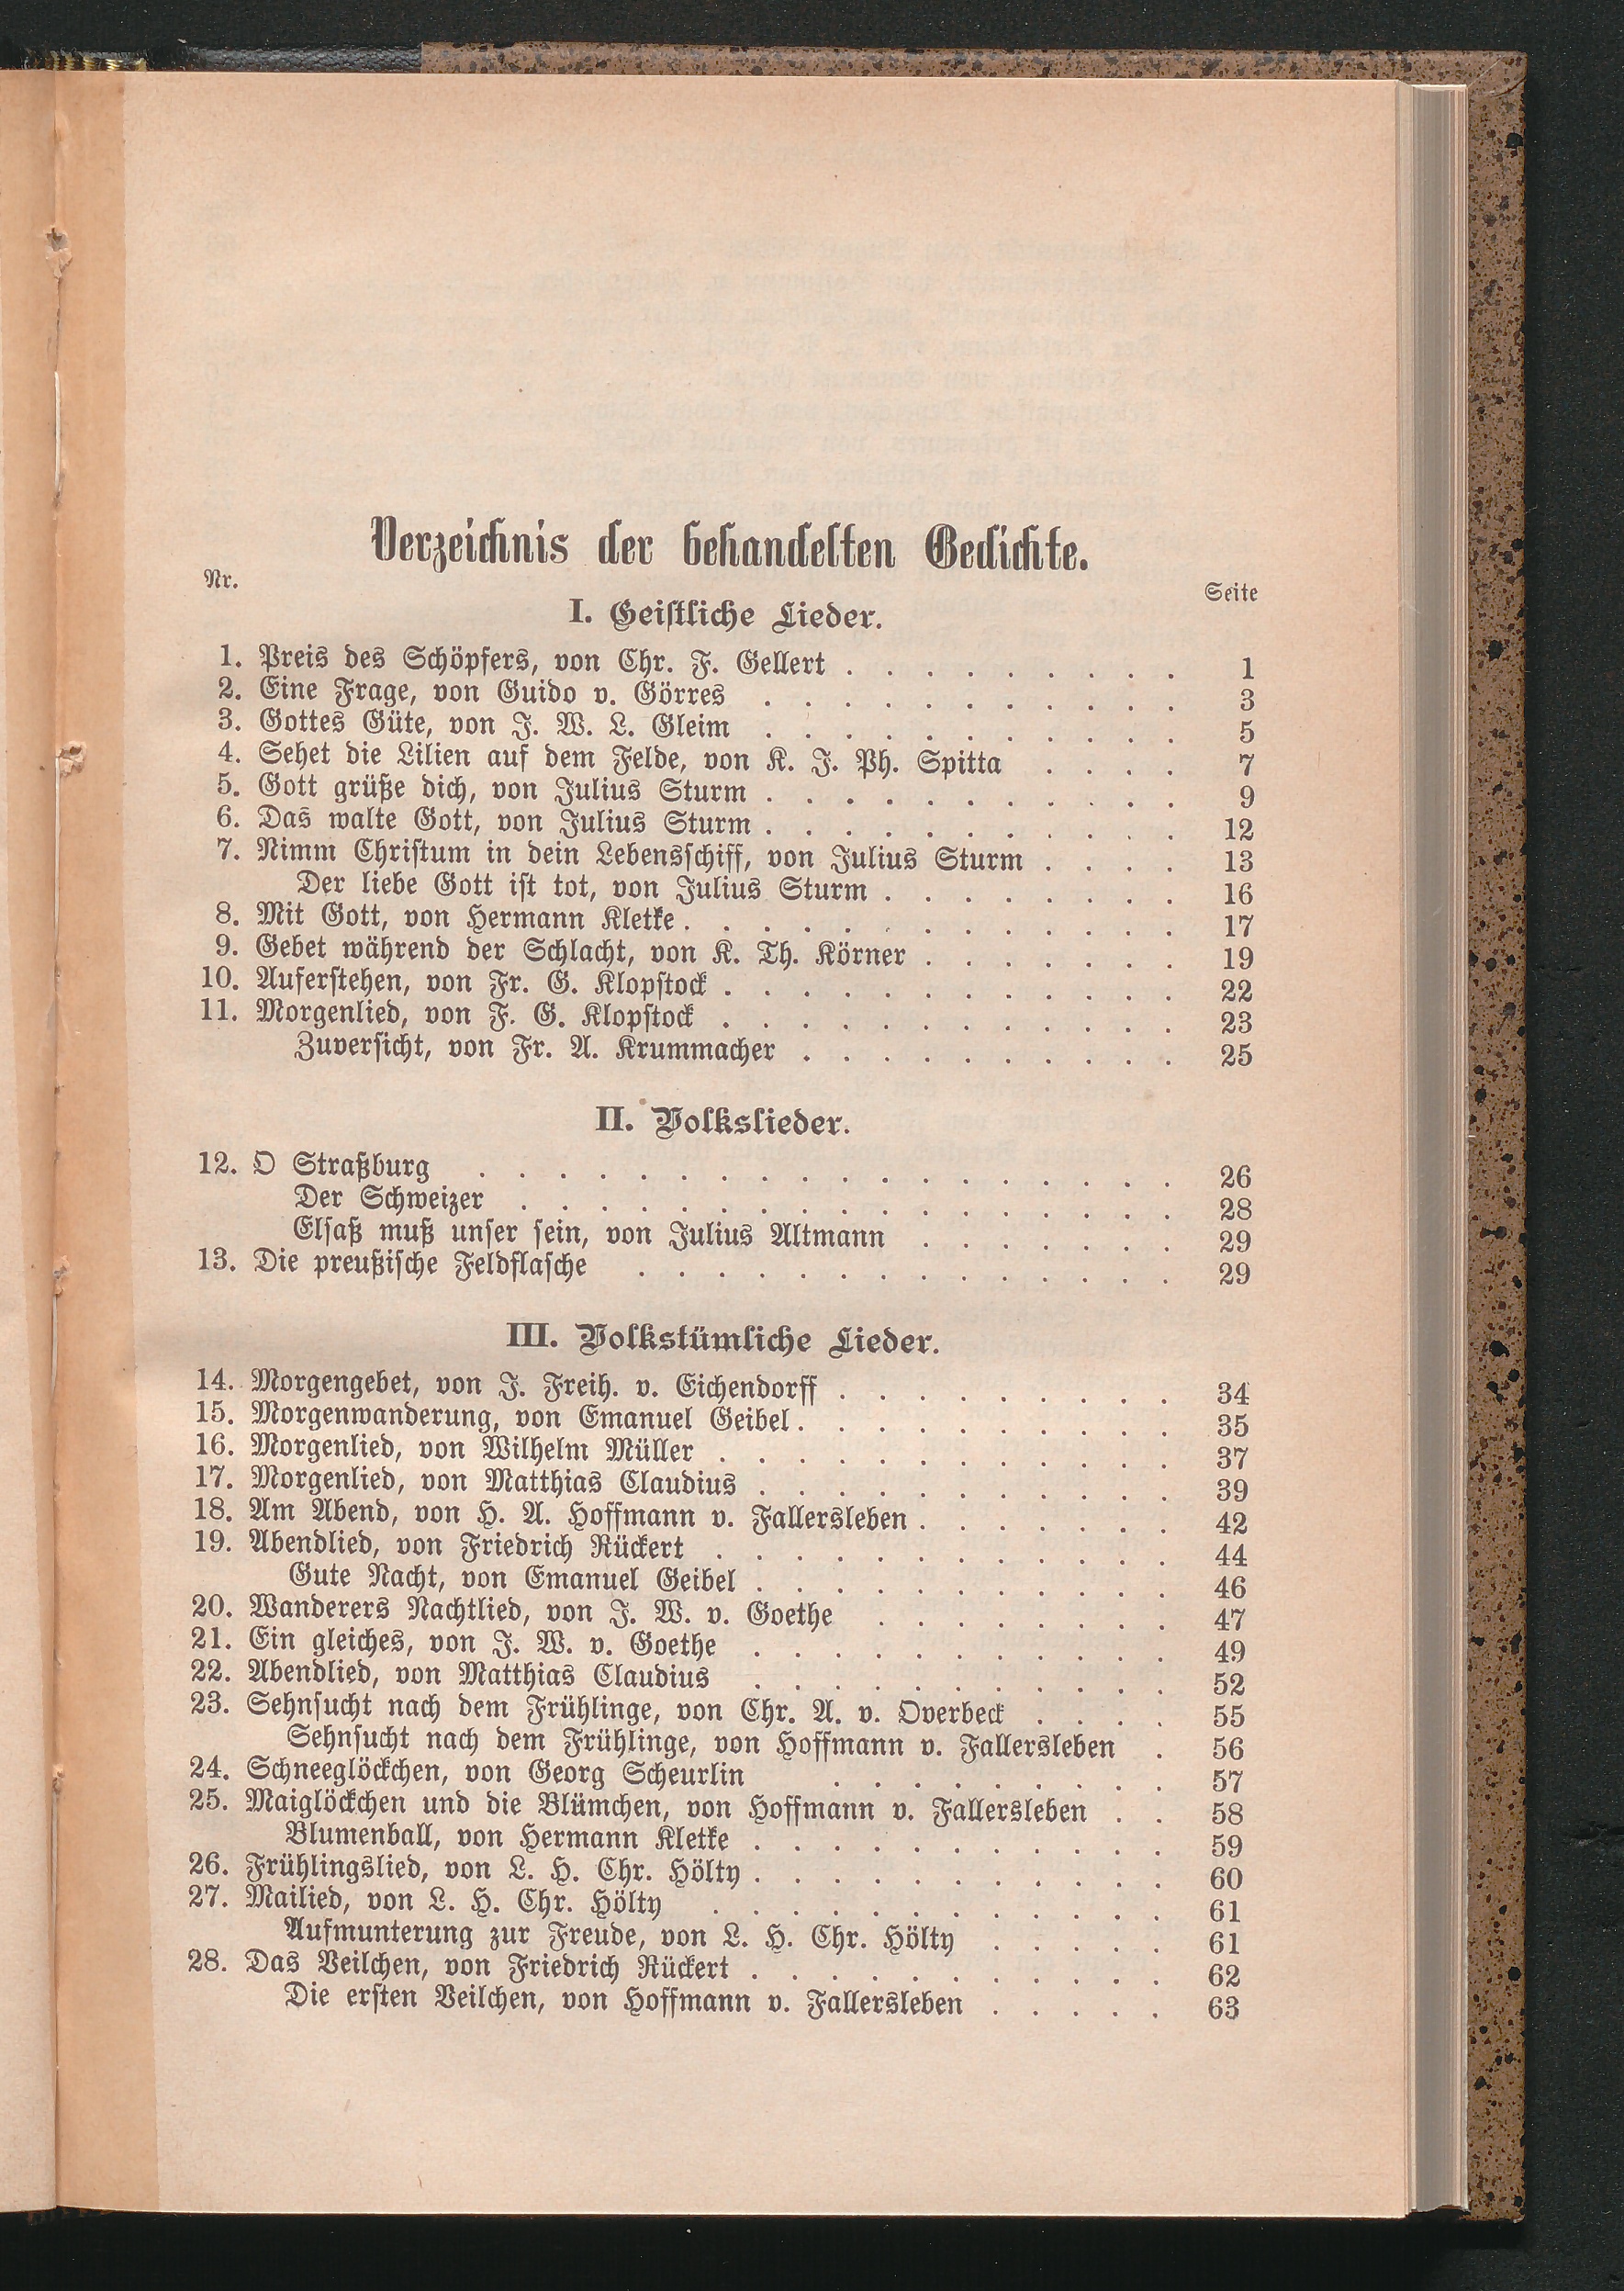 Verzeichnis der behandelten Gedichte.
Nr. Seite
I. Geistliche Lieder.
1. Preis des Schöpfers, von Chr. F. Gellert . . . . . . . . . 1
2. Eine Frage, von Guido v. Görres . . . . . . . . . . . 3
3. Gottes Güte, von J. W. L. Gleim . . . . . . . . . . . 5
4. Sehet die Lilien auf dem Felde, von K. J. Ph. Spitta . . . . 7
5. Gott grüße dich, von Julius Sturm . . . . . . . . . . . 9
6. Das walte Gott, von Julius Sturm . . . . . . . . . . . 12
7. Nimm Christum in dein Lebensschiff, von Julius Sturm . . . . 13
Der liebe Gott ist tot, von Julius Sturm . . . . . . . . 16
8. Mit Gott, von Hermann Kletke . . . . . . . . . . . . . 17
9. Gebet während der Schlacht, von K. Th. Körner . . . . . . . 19
10. Auferstehen, von Fr. G. Klopstock . . . . . . . . . . . . 22
11. Morgenlied, von F. G. Klopstock . . . . . . . . . . . . 23
Zuversicht, von Fr. A. Krummacher . . . . . . . . . . 25
II. Volkslieder.
12. O Straßburg . . . . . . . . . . . . . . . . . . 26
Der Schweizer . . . . . . . . . . . . . . . . . 28
Elsaß muß unser sein, von Julius Altmann . . . . . . . 29
13. Die preußische Feldflasche . . . . . . . . . . . . . . 29
III. Volkstümliche Lieder.
14. Morgengebet, von J. Freih. v. Eichendorff . . . . . . . . . 34
15. Morgenwanderung, von Emanuel Geibel . . . . . . . . . . 35
16. Morgenlied, von Wilhelm Müller . . . . . . . . . . . . 37
17. Morgenlied, von Matthias Claudius . . . . . . . . . . . 39
18. Am Abend, von H. A. Hoffmann v. Fallersleben . . . . . . . 42
19. Abendlied, von Friedrich Rückert . . . . . . . . . . . . 44
Gute Nacht, von Emanuel Geibel . . . . . . . . . . . 46
20. Wanderers Nachtlied, von J. W. v. Goethe . . . . . . . . 47
21. Ein gleiches, von J. W. v. Goethe . . . . . . . . . . . 49
22. Abendlied, von Matthias Claudius . . . . . . . . . . . 52
23. Sehnsucht nach dem Frühlinge, von Chr. A. v. Overbeck . . . . 55
Sehnsucht nach dem Frühlinge, von Hoffmann v. Fallersleben . 56
24. Schneeglöckchen, von Georg Scheurlin . . . . . . . . . 57
25. Maiglöckchen und die Blümchen, von Hoffmann v. Fallersleben . . 58
Blumenball, von Hermann Kletke . . . . . . . . . . . 59
26. Frühlingslied, von L. H. Chr. Hölty . . . . . . . . . . . 60
27. Mailied, von L. H. Chr. Hölty . . . . . . . . . . . . 61
Aufmunterung zur Freude, von L. H. Chr. Hölty . . . . . 61
28. Das Veilchen, von Friedrich Rückert . . . . . . . . . . . 62
Die ersten Veilchen, von Hoffmann v. Fallersleben . . . . . 63